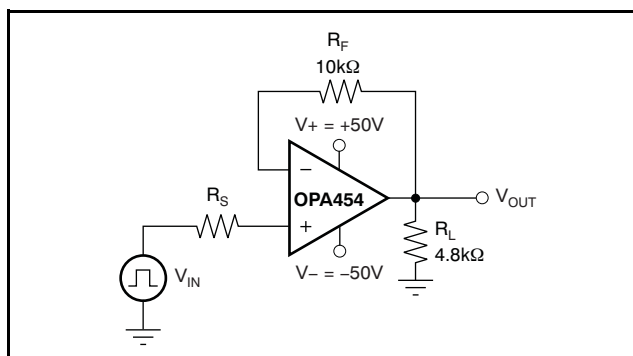 R_F
10kΩ
V+ = +50V
−
OPA454
+
R_S
V_OUT
R_L
4.8kΩ
V_IN
V− = −50V